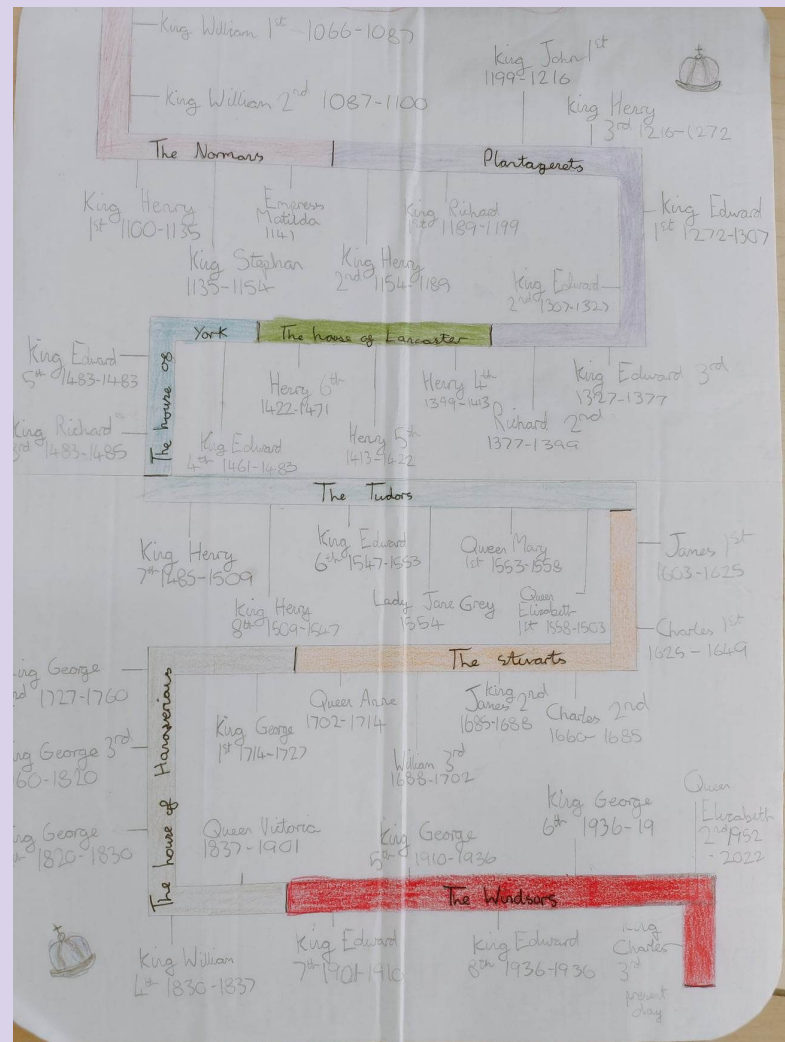 King William 1st - 1066-1087
King John 1st
1199-1216
King William 2nd 1087-1100
King Henry
3rd 1216-1272
The Normans
Plantagenets
King Henry
1st 1100-1135
Empress
Matilda
1141
King Richard
1st 1189-1199
King Edward
1st 1272-1307
King Stephan
1135-1154
King Henry
2nd 1154-1189
King Edward
2nd 1307-1327
York
The house of Lancaster
The house of
King Edward
5th 1483-1483
Henry 6th
1422-1471
Henry 4th
1399-1413
King Edward 3rd
1327-1377
King Richard
3rd 1483-1485
King Edward
4th 1461-1483
Henry 5th
1413-1422
Richard 2nd
1377-1399
The Tudors
King Henry
7th 1485-1509
King Edward
6th 1547-1553
Queen Mary
1st 1553-1558
James 1st
1603-1625
King Henry
8th 1509-1547
Lady Jane Grey
1554
Queen
Elizabeth
1st 1558-1503
Charles 1st
1625-1649
The stuarts
King George
1727-1760
King George
1st 1714-1727
Queen Anne
1702-1714
King
James 2nd
1685-1688
Charles 2nd
1660-1685
George 3rd
60-1820
William 3rd
1688-1702
The house of Hanaverians
George
1820-1830
Queen Victoria
1837-1901
King George
5th 1910-1936
King George
6th 1936-19
Queen
Elizabeth
2nd 1952
-2022
The Windsors
King William
4th 1830-1837
King Edward
7th 1901-1910
King Edward
8th 1936-1936
King
Charles
3rd
present
day